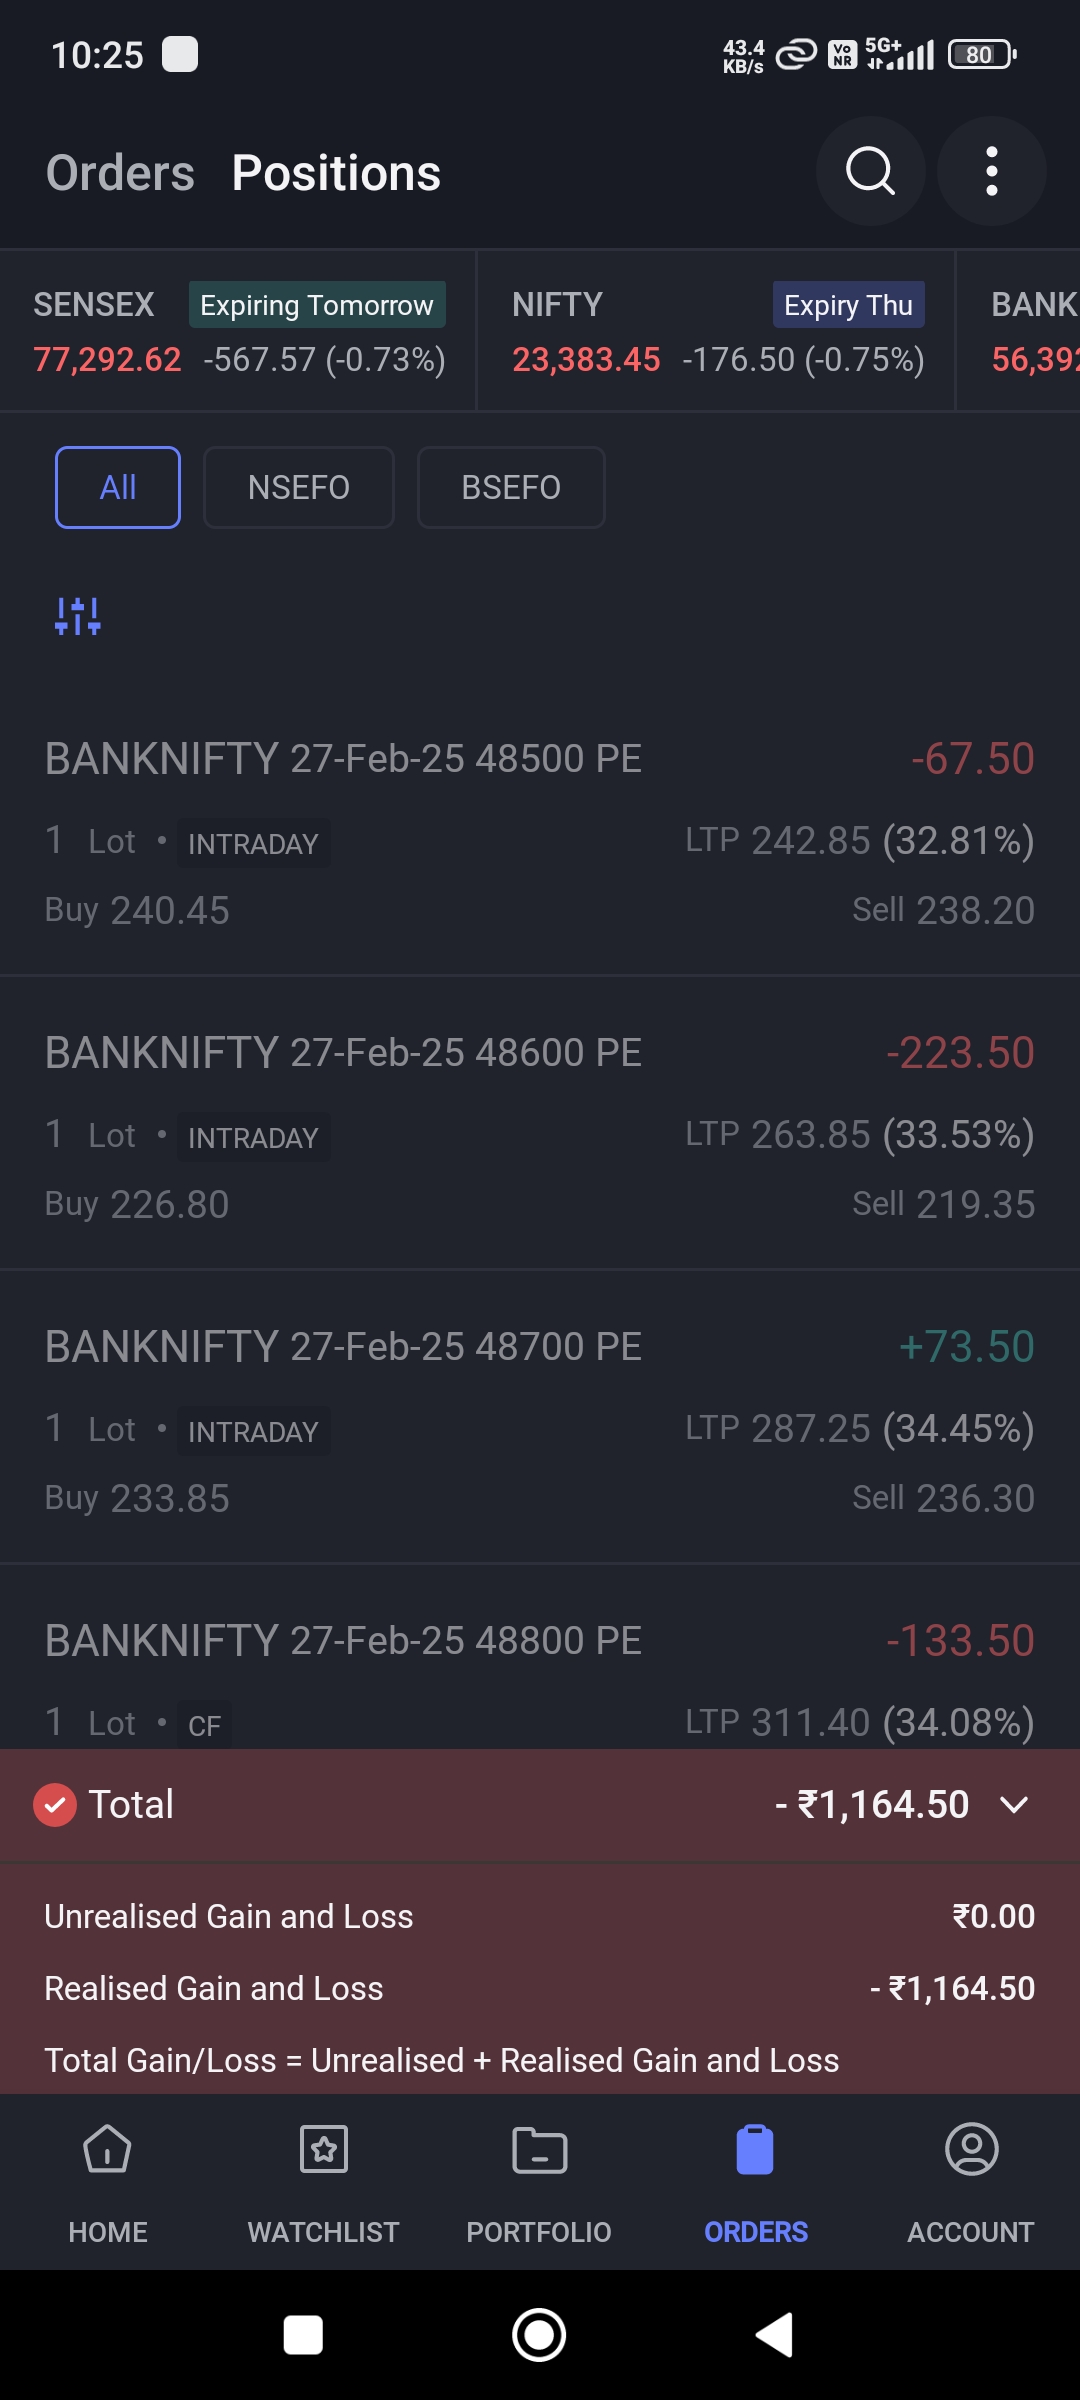 10:25 43.4 KB/s Vo NR 5G+ 80
Orders Positions
SENSEX Expiring Tomorrow NIFTY Expiry Thu BANK
77,292.62 -567.57 (-0.73%) 23,383.45 -176.50 (-0.75%) 56,392
All NSEFO BSEFO
BANKNIFTY 27-Feb-25 48500 PE -67.50
1 Lot • INTRADAY LTP 242.85 (32.81%)
Buy 240.45 Sell 238.20
BANKNIFTY 27-Feb-25 48600 PE -223.50
1 Lot • INTRADAY LTP 263.85 (33.53%)
Buy 226.80 Sell 219.35
BANKNIFTY 27-Feb-25 48700 PE +73.50
1 Lot • INTRADAY LTP 287.25 (34.45%)
Buy 233.85 Sell 236.30
BANKNIFTY 27-Feb-25 48800 PE -133.50
1 Lot • CF LTP 311.40 (34.08%)
Total - ₹1,164.50
Unrealised Gain and Loss ₹0.00
Realised Gain and Loss - ₹1,164.50
Total Gain/Loss = Unrealised + Realised Gain and Loss
HOME WATCHLIST PORTFOLIO ORDERS ACCOUNT